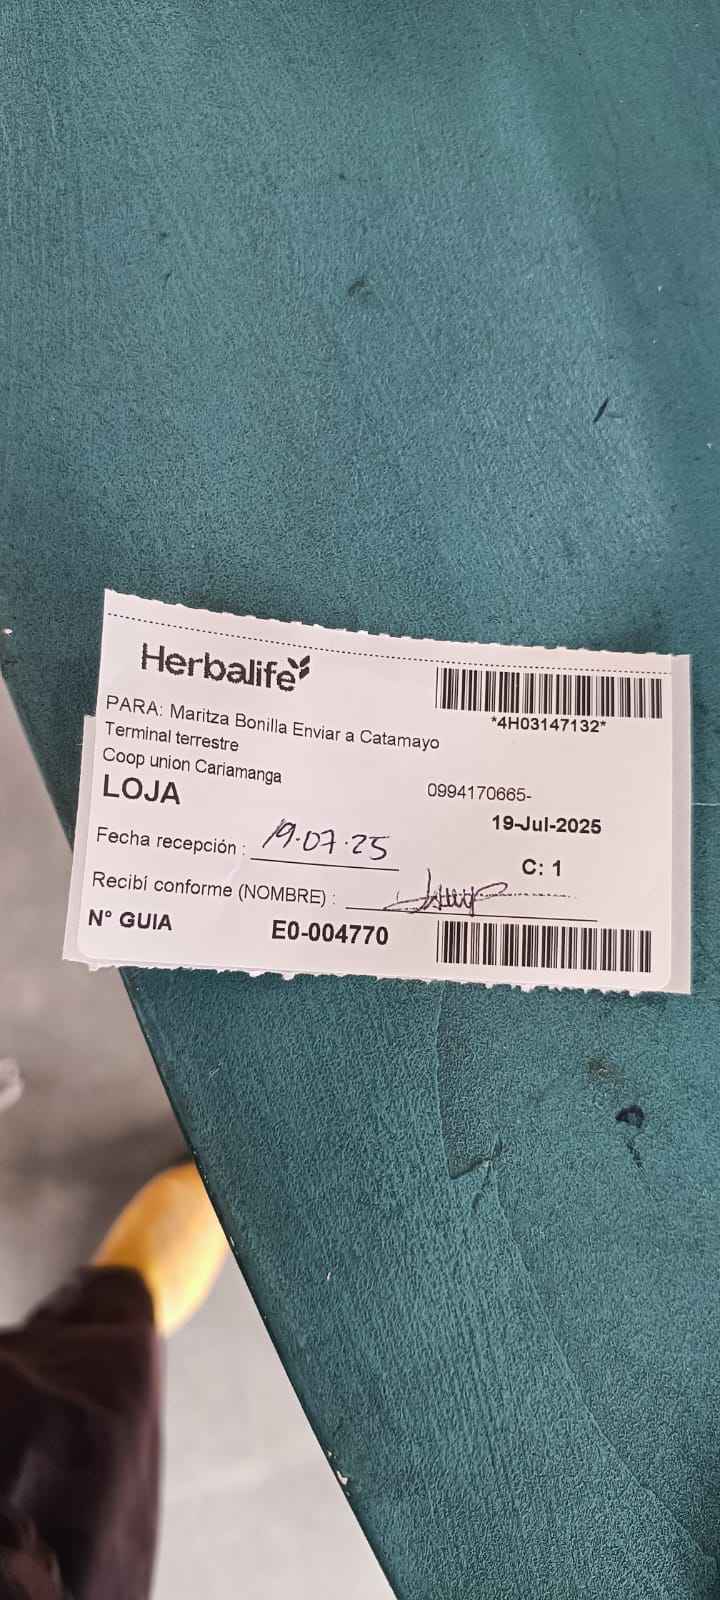 Herbalife
*4H03147132*
PARA: Maritza Bonilla Enviar a Catamayo
Terminal terrestre
Coop union Cariamanga
0994170665-
LOJA
19-Jul-2025
Fecha recepción : 19.07.25
C: 1
Recibí conforme (NOMBRE) :
N° GUIA E0-004770